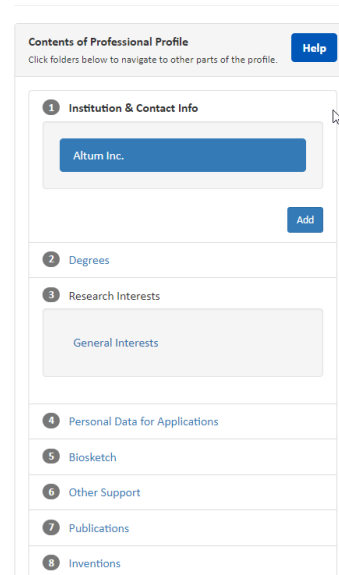 Contents of Professional Profile
Help
Click folders below to navigate to other parts of the profile.
1 Institution & Contact Info
Altum Inc.
Add
2 Degrees
3 Research Interests
General Interests
4 Personal Data for Applications
5 Biosketch
6 Other Support
7 Publications
8 Inventions